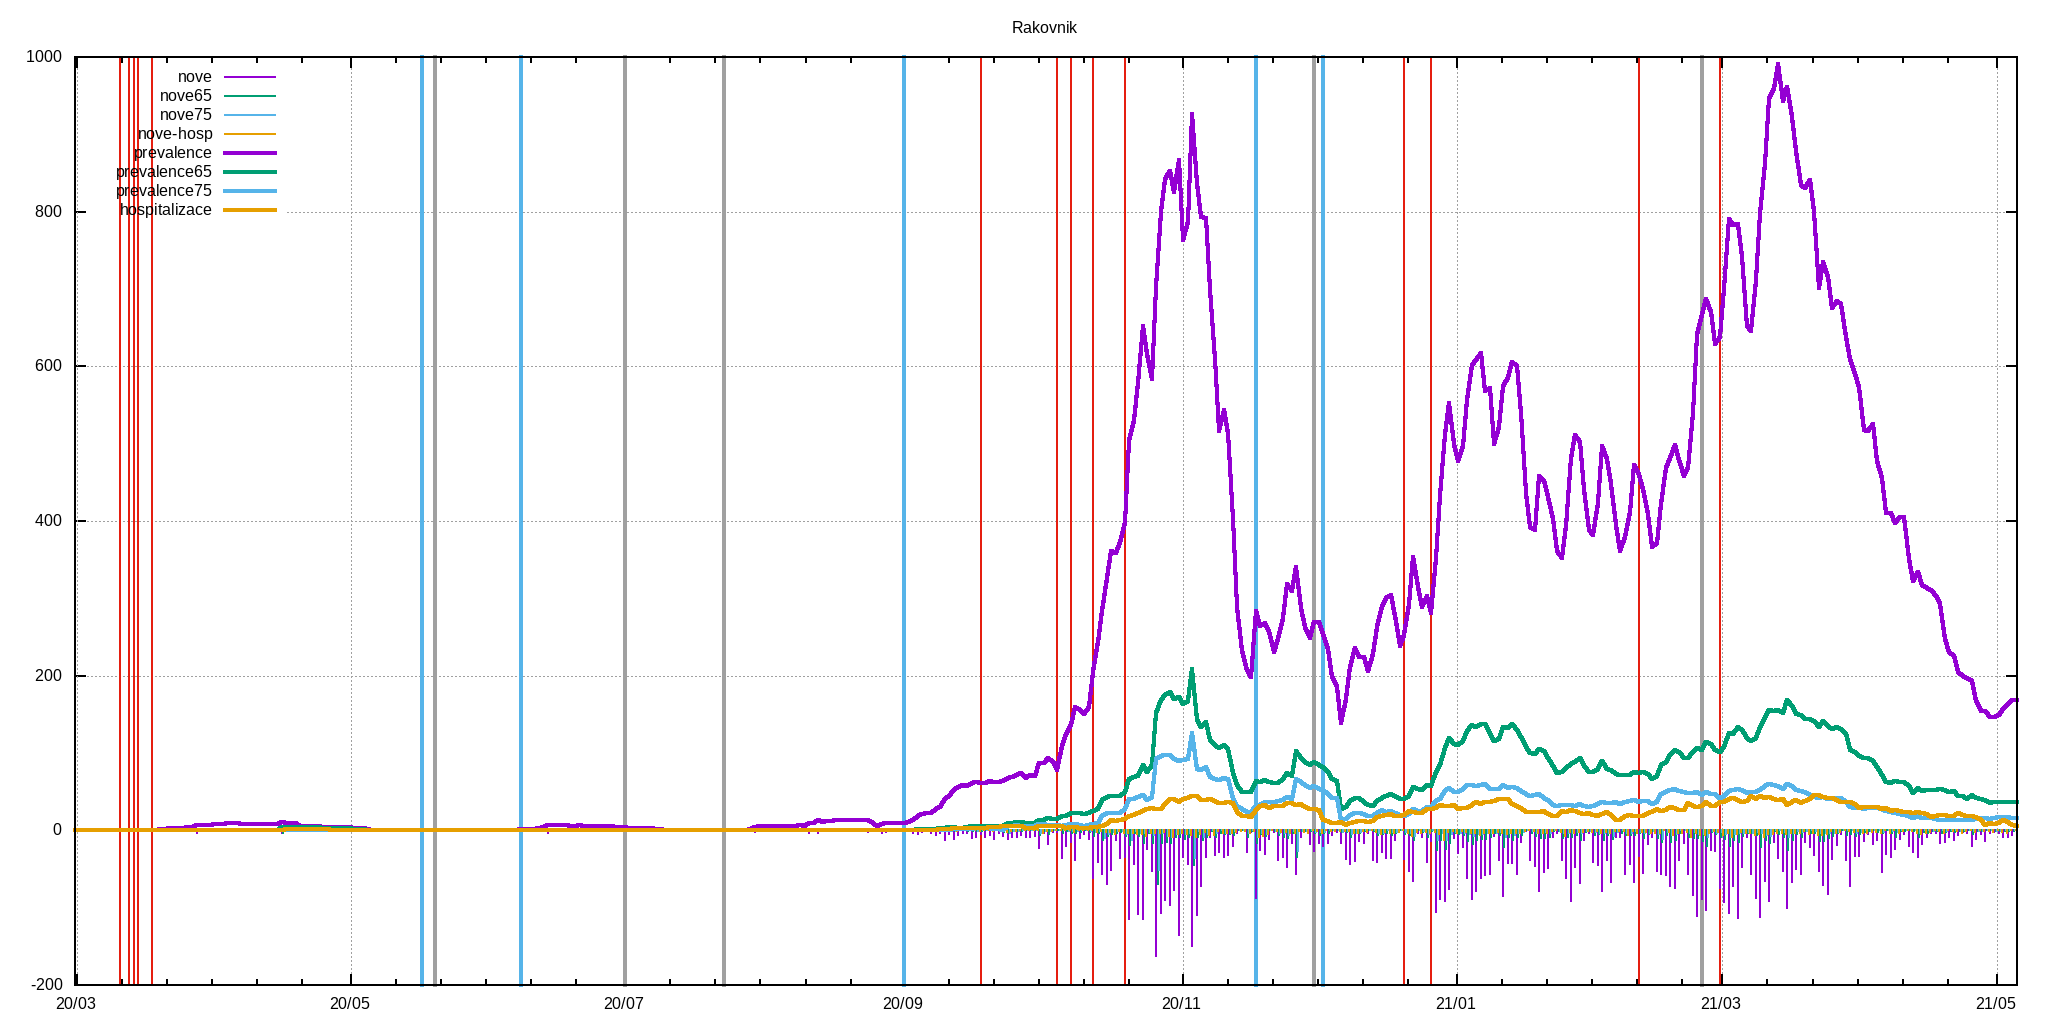 Rakovnik
1000
nove
nove65
nove75
nove-hosp
prevalence
prevalence65
prevalence75
hospitalizace
800
600
400
200
0
-200
20/03 20/05 20/07 20/09 20/11 21/01 21/03 21/05